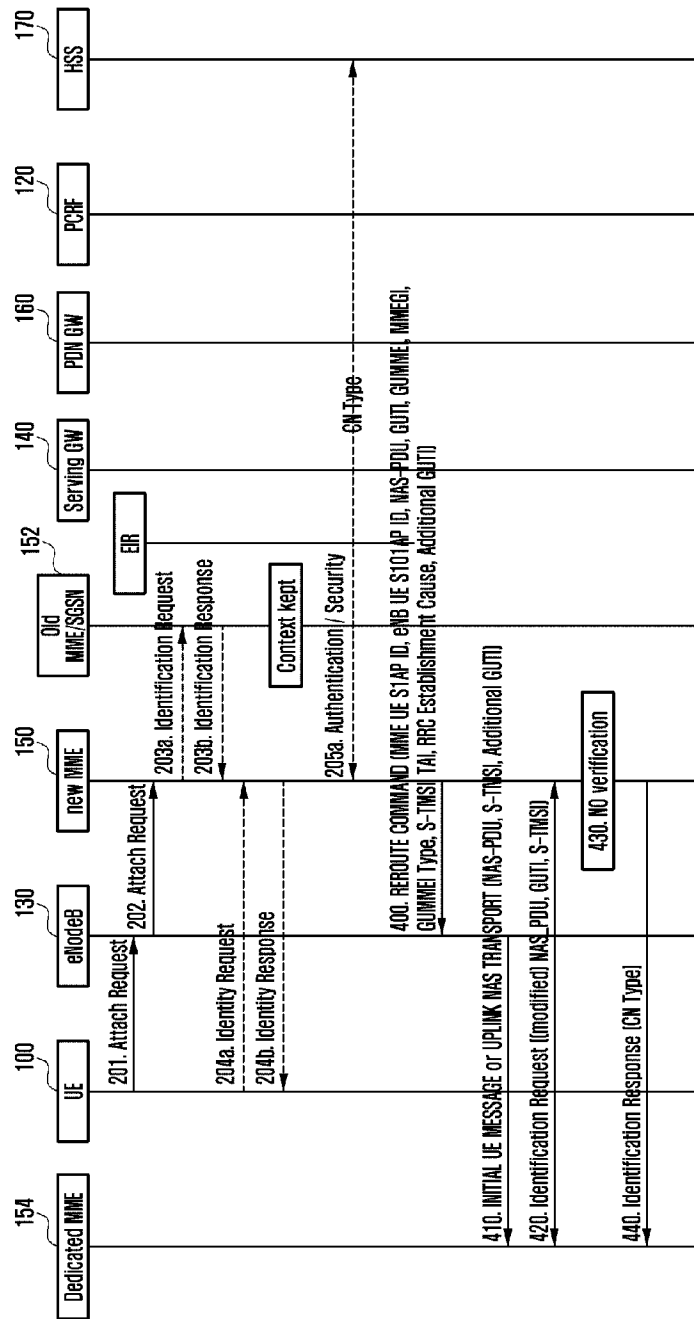 154
100
130
150
152
140
160
120
170
Dedicated MME
UE
eNodeB
new MME
Old
MME/SGSN
EIR
Serving GW
PDN GW
PCRF
HSS
201. Attach Request
202. Attach Request
203a. Identification Request
203b. Identification Response
204a. Identity Request
204b. Identity Response
Context kept
205a. Authentication / Security
CN Type
400. REROUTE COMMAND (MME UE S1AP ID, eNB UE S101AP ID, NAS-PDU, GUTI, GUMMEI, MMEGI,
GUMMEI Type, S-TMSI TAI, RRC Establishment Cause, Additional GUTI)
410. INITIAL UE MESSAGE or UPLINK NAS TRANSPORT (NAS-PDU, S-TMSI, Additional GUTI)
420. Identification Request [(modified) NAS_PDU, GUTI, S-TMSI)
430. NO verification
440. Identification Response [CN Type]